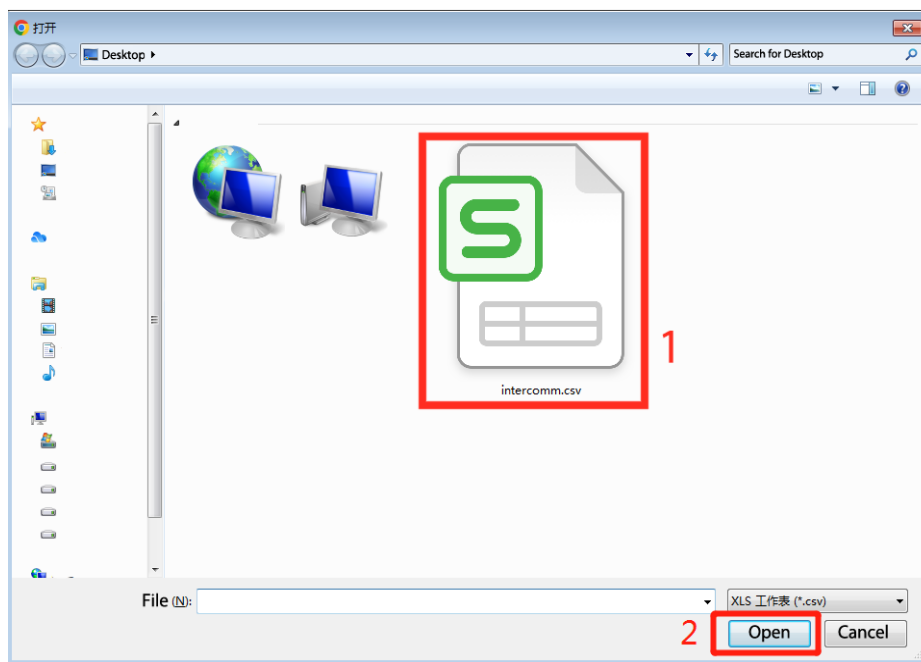 打开
Desktop
Search for Desktop
S
1
intercomm.csv
File (N):
XLS 工作表 (*.csv)
2
Open
Cancel